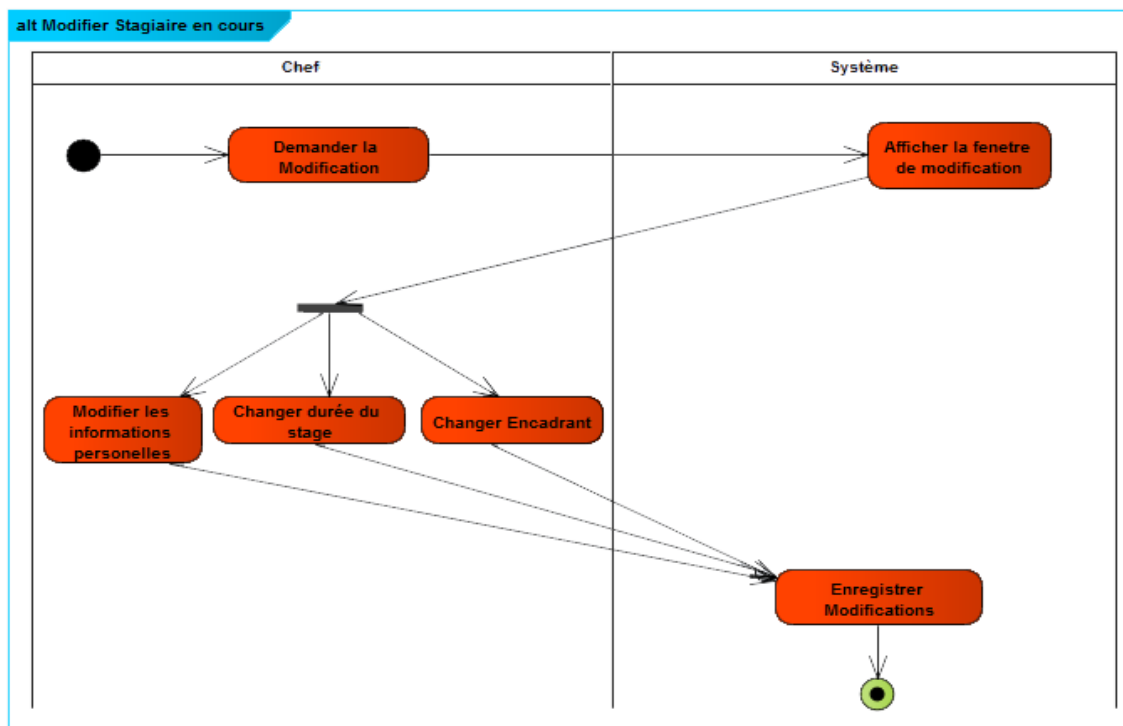 alt Modifier Stagiaire en cours
Chef
Système
Demander la
Modification
Afficher la fenetre
de modification
Modifier les
informations
personelles
Changer durée du
stage
Changer Encadrant
Enregistrer
Modifications